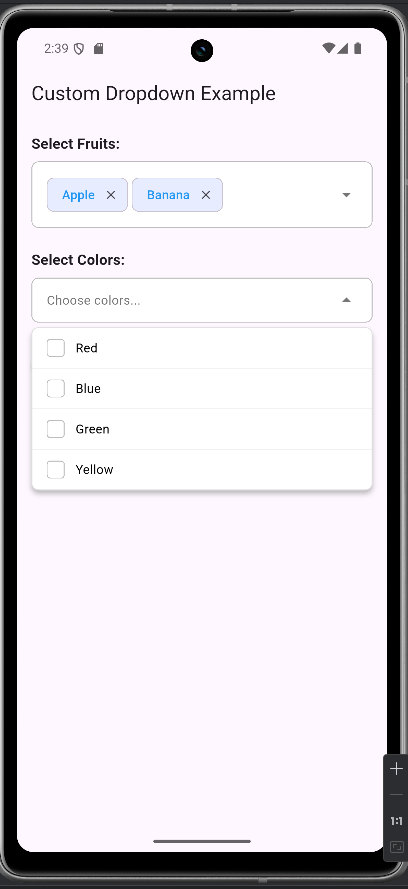 2:39
Custom Dropdown Example
Select Fruits:
Apple Banana
Select Colors:
Choose colors...
Red
Blue
Green
Yellow
1:1